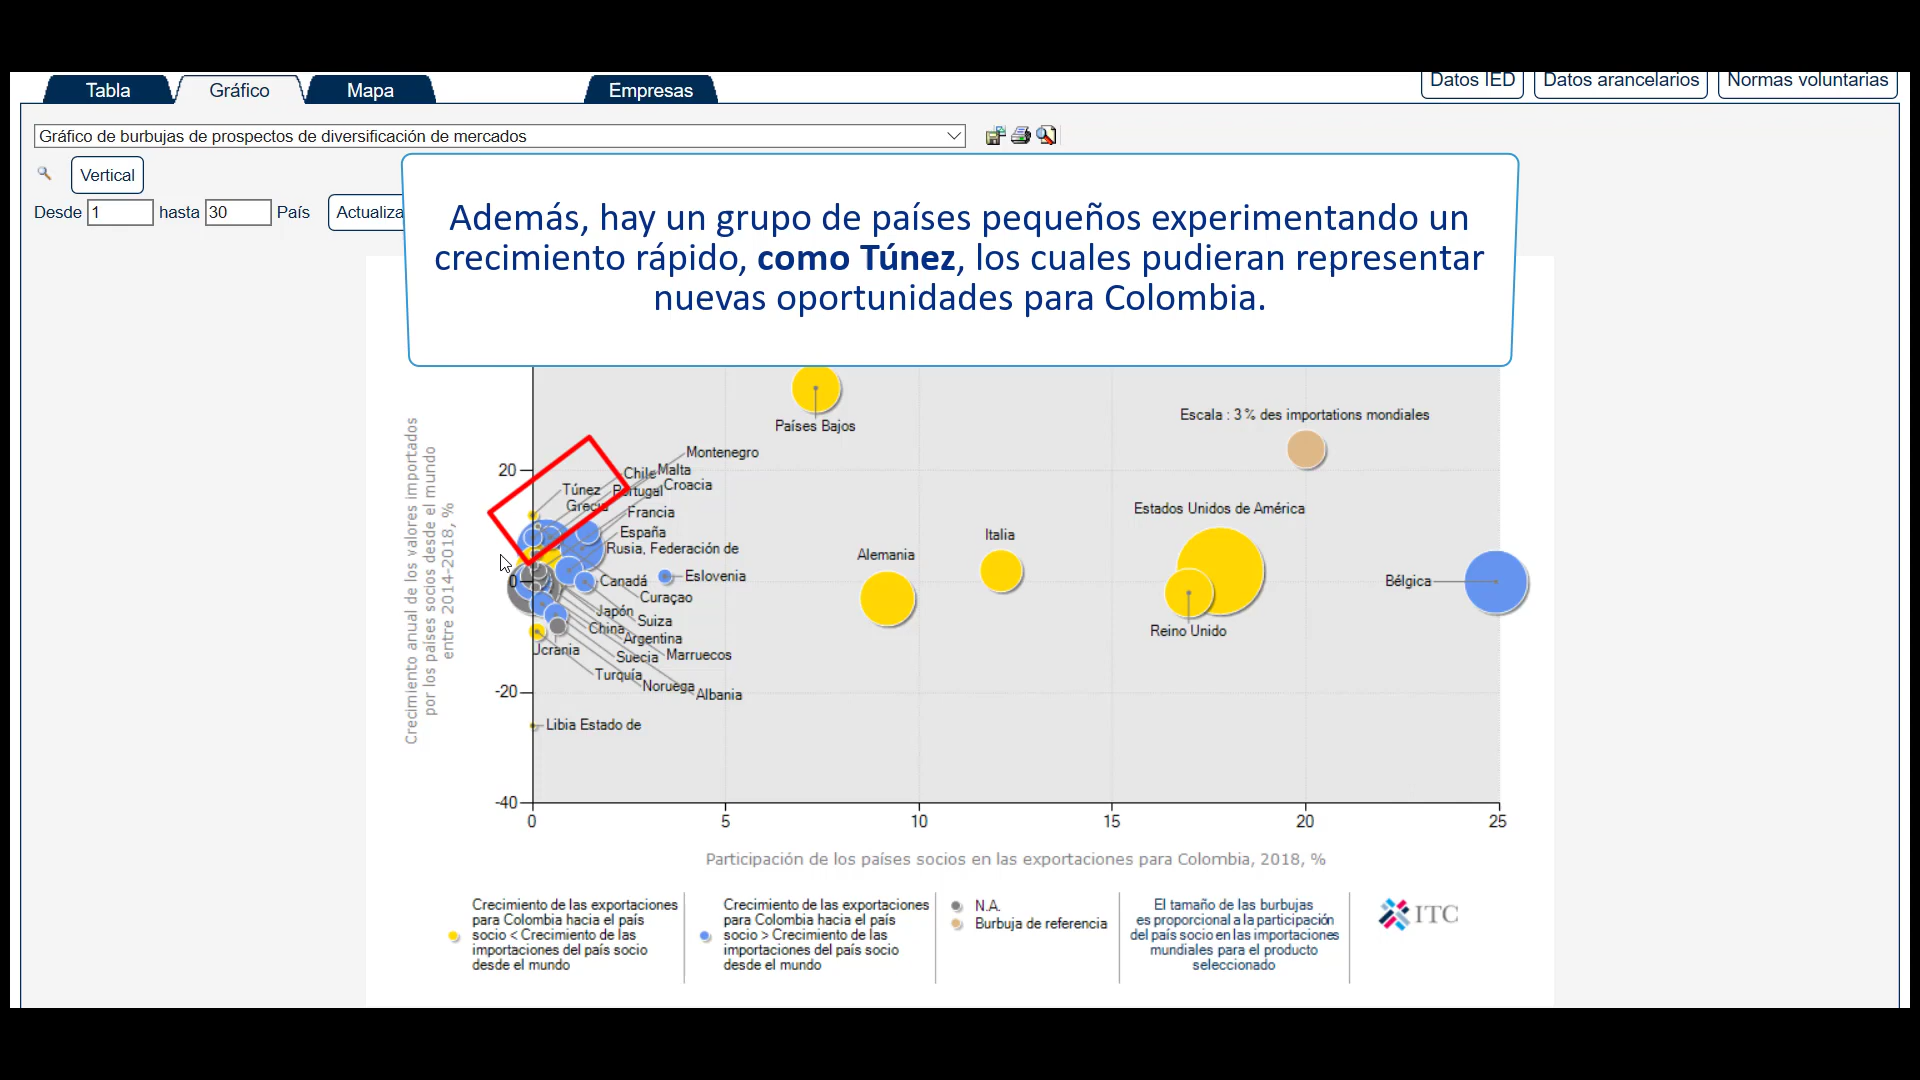 Tabla
Gráfico
Mapa
Empresas
Datos IED
Datos arancelarios
Normas voluntarias
Gráfico de burbujas de prospectos de diversificación de mercados
Vertical
Desde 1 hasta 30 País
Además, hay un grupo de países pequeños experimentando un
crecimiento rápido, como Túnez, los cuales pudieran representar
nuevas oportunidades para Colombia.
Países Bajos
Escala : 3 % des importations mondiales
Montenegro
Chile
Malta
Túnez
Portugal
Croacia
Grecia
Francia
España
Rusia, Federación de
Estados Unidos de América
Italia
Alemania
Eslovenia
Canadá
Bélgica
Curaçao
Japón
Suiza
China
Argentina
Reino Unido
Ucrania
Suecia
Marruecos
Turquía
Noruega
Albania
Libia Estado de
20
0
-20
-40
0
5
10
15
20
25
Crecimiento anual de los valores importados
por los países socios desde el mundo
entre 2014-2018, %
Participación de los países socios en las exportaciones para Colombia, 2018, %
Crecimiento de las exportaciones
para Colombia hacia el país
socio < Crecimiento de las
importaciones del país socio
desde el mundo
Crecimiento de las exportaciones
para Colombia hacia el país
socio > Crecimiento de las
importaciones del país socio
desde el mundo
N.A.
Burbuja de referencia
El tamaño de las burbujas
es proporcional a la participación
del país socio en las importaciones
mundiales para el producto
seleccionado
ITC